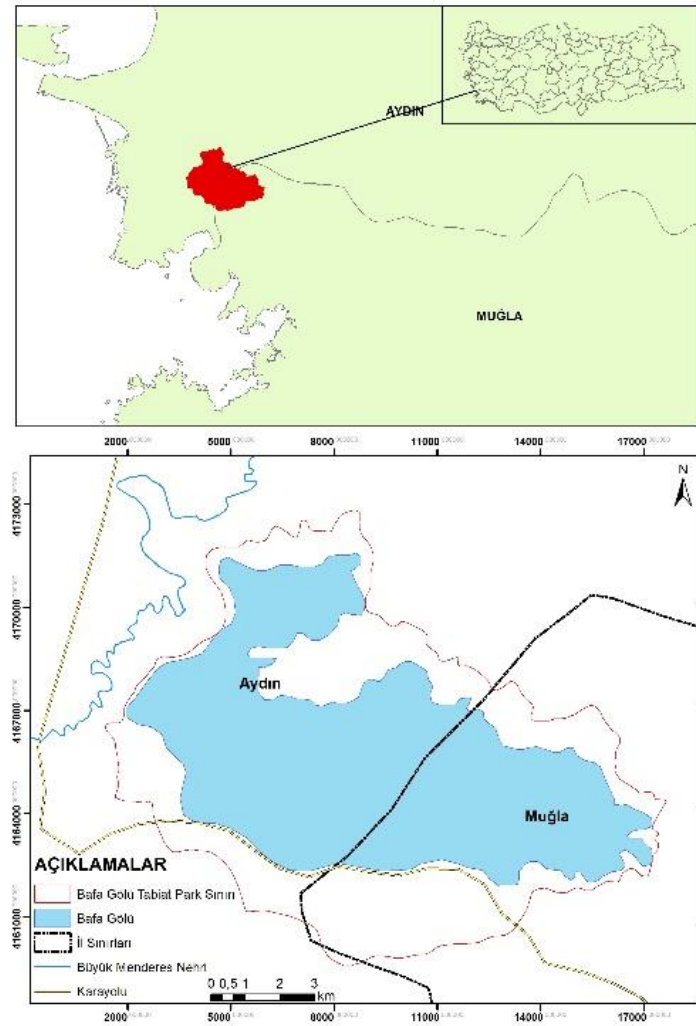 AYDIN
MUĞLA
2000 5000 8000 11000 14000 17000
N
4173000
4170000
4167000
4164000
4161000
Aydın
Muğla
AÇIKLAMALAR
Bafa Gölü Tabiat Park Sınırı
Bafa Gölü
İl Sınırları
Büyük Menderes Nehri
Karayolu
0 0,5 1 2 3
km
2000 5000 8000 11000 14000 17000